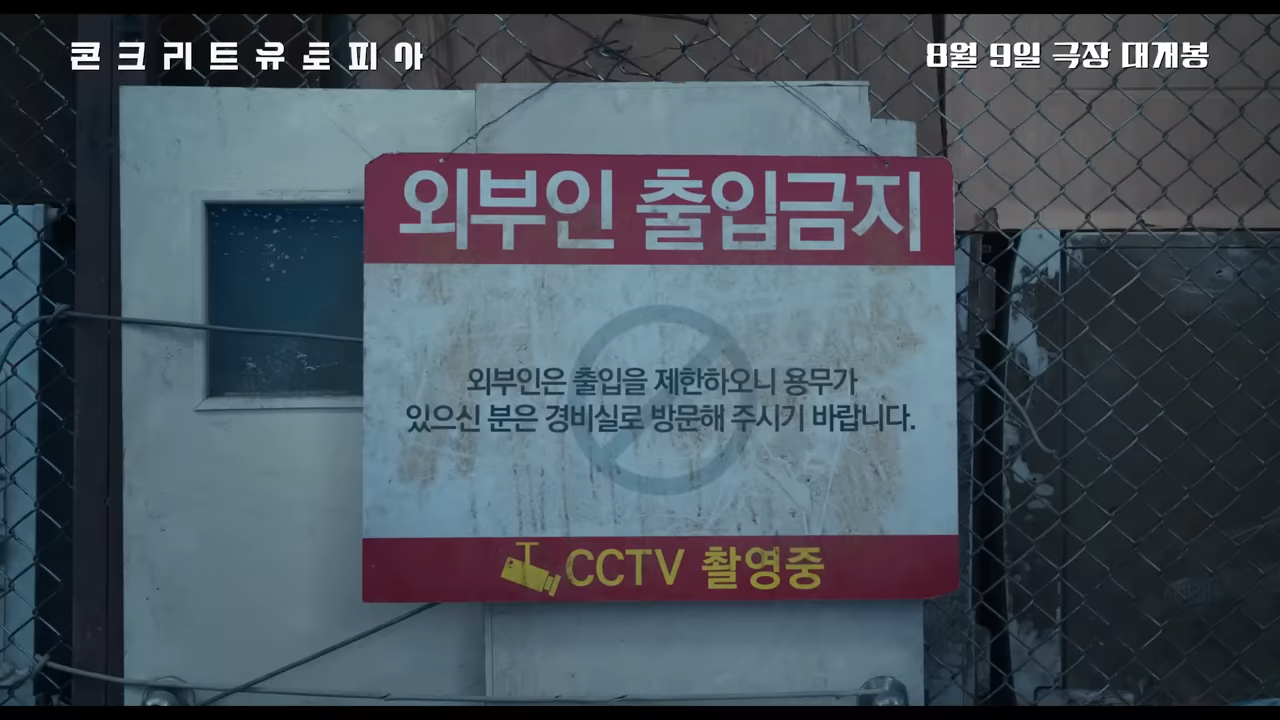 콘크리트유토피아
8월 9일 극장 대개봉
외부인 출입금지
외부인은 출입을 제한하오니 용무가
있으신 분은 경비실로 방문해 주시기 바랍니다.
CCTV 촬영중